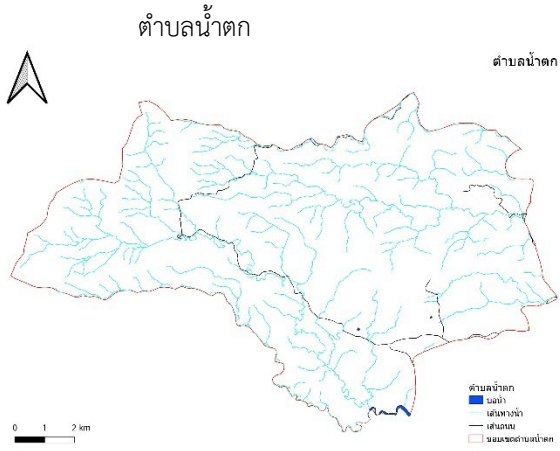 ตำบลน้ำตก
ตำบลน้ำตก
ตำบลน้ำตก
บ่อน้ำ
เส้นทางน้ำ
เส้นถนน
ขอบเขตตำบลน้ำตก
0 1 2 km